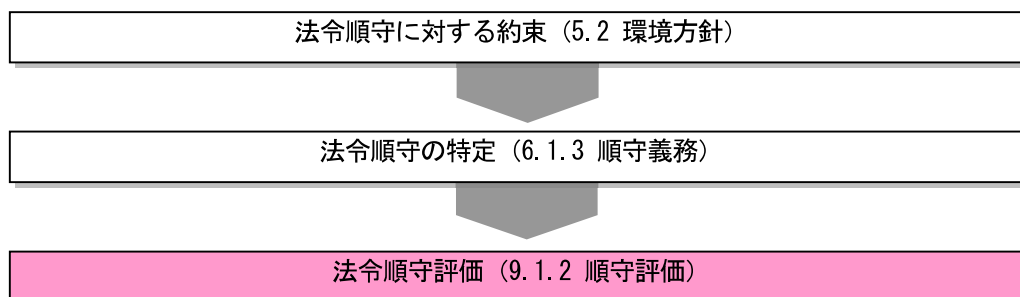 法令順守に対する約束（5.2 環境方針）
法令順守の特定（6.1.3 順守義務）
法令順守評価（9.1.2 順守評価）